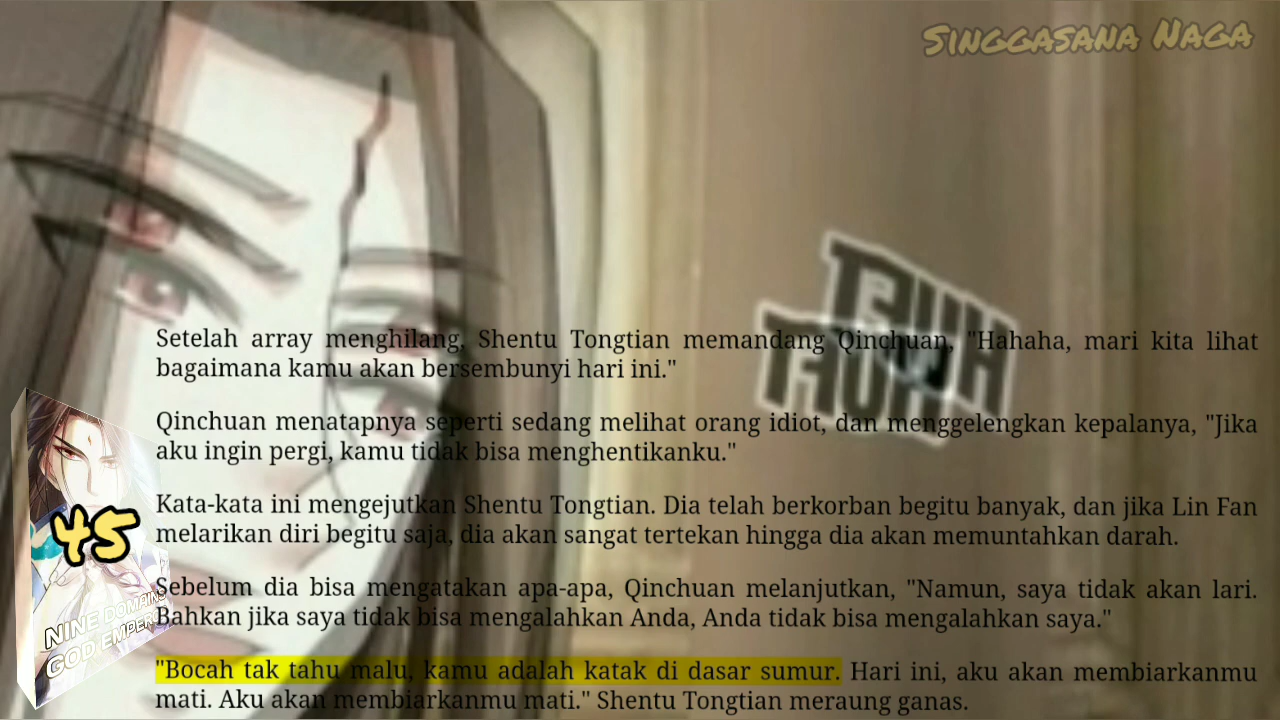 Singgasana Naga
Setelah array menghilang, Shentu Tongtian memandang Qinchuan, "Hahaha, mari kita lihat
bagaimana kamu akan bersembunyi hari ini."
Qinchuan menatapnya seperti sedang melihat orang idiot, dan menggelengkan kepalanya, "Jika
aku ingin pergi, kamu tidak bisa menghentikanku."
Kata-kata ini mengejutkan Shentu Tongtian. Dia telah berkorban begitu banyak, dan jika Lin Fan
melarikan diri begitu saja, dia akan sangat tertekan hingga dia akan memuntahkan darah.
Sebelum dia bisa mengatakan apa-apa, Qinchuan melanjutkan, "Namun, saya tidak akan lari.
Bahkan jika saya tidak bisa mengalahkan Anda, Anda tidak bisa mengalahkan saya."
"Bocah tak tahu malu, kamu adalah katak di dasar sumur. Hari ini, aku akan membiarkanmu
mati. Aku akan membiarkanmu mati." Shentu Tongtian meraung ganas.
45
NINE DOMAINS
GOD EMPEROR